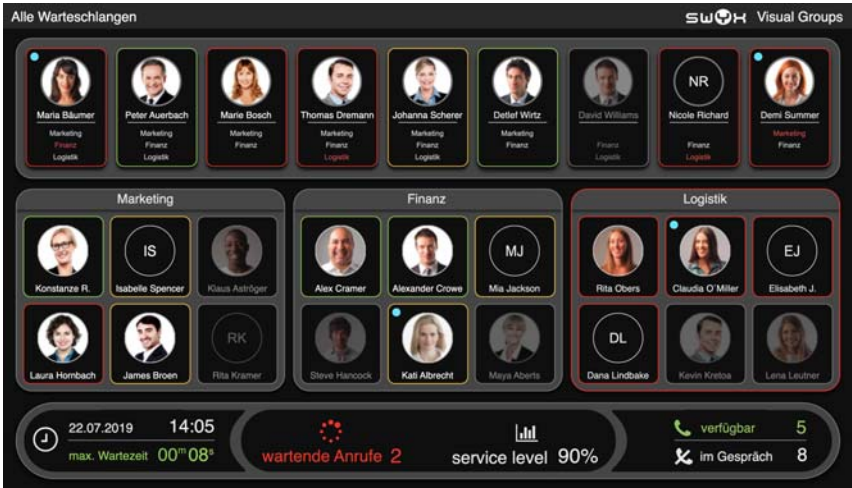 Alle Warteschlangen
swyx Visual Groups
Maria Bäumer
Marketing
Finanz
Logistik
Peter Auerbach
Marketing
Finanz
Logistik
Marie Bosch
Marketing
Finanz
Logistik
Thomas Dremann
Marketing
Finanz
Logistik
Johanna Scherer
Marketing
Finanz
Logistik
Detlef Wirtz
Marketing
Finanz
David Williams
Finanz
Logistik
NR
Nicole Richard
Finanz
Logistik
Demi Summer
Marketing
Finanz
Marketing
Konstanze R.
IS
Isabelle Spencer
Klaus Aströger
Laura Hornbach
James Broen
RK
Rita Kramer
Finanz
Alex Cramer
Alexander Crowe
MJ
Mia Jackson
Steve Hancock
Kati Albrecht
Maya Aberts
Logistik
Rita Obers
Claudia O´Miller
EJ
Elisabeth J.
DL
Dana Lindbake
Kevin Kretoa
Lena Leutner
22.07.2019 14:05
max. Wartezeit 00m 08s
wartende Anrufe 2
service level 90%
verfügbar 5
im Gespräch 8